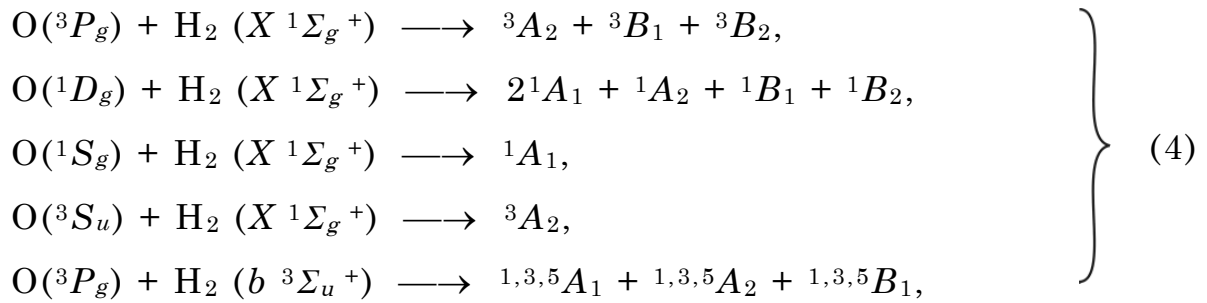 O(³P_g) + H₂ (X ¹Σ_g⁺) ⟶ ³A₂ + ³B₁ + ³B₂,
O(¹D_g) + H₂ (X ¹Σ_g⁺) ⟶ 2¹A₁ + ¹A₂ + ¹B₁ + ¹B₂,
O(¹S_g) + H₂ (X ¹Σ_g⁺) ⟶ ¹A₁, (4)
O(³S_u) + H₂ (X ¹Σ_g⁺) ⟶ ³A₂,
O(³P_g) + H₂ (b ³Σ_u⁺) ⟶ ¹,³,⁵A₁ + ¹,³,⁵A₂ + ¹,³,⁵B₁,